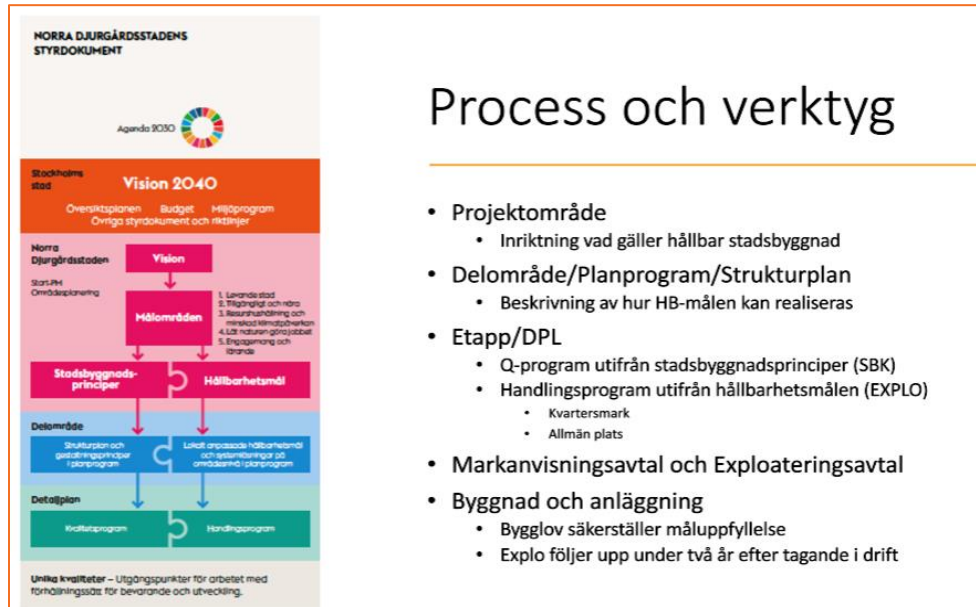 NORRA DJURGÅRDSSTADENS
STYRDOKUMENT
Agenda 2030
Stockholms
stad
Vision 2040
Översiktsplanen Budget Miljöprogram
Övriga styrdokument och riktlinjer
Norra
Djurgårdsstaden
Vision
Start-PM
Områdesplanering
Målområden
1. Levande stad
2. Tillgängligt och nära
3. Resurshushållning och
minskad klimatpåverkan
4. Låt naturen göra jobbet
5. Engagemang och
lärande
Stadsbyggnads-
principer
Hållbarhetsmål
Delområde
Strukturplan och
gestaltningsprinciper
i planprogram
Lokalt anpassade hållbarhetsmål
och systemlösningar på
områdesnivå i planprogram
Detaljplan
Kvalitetsprogram
Handlingsprogram
Unika kvaliteter – Utgångspunkter för arbetet med
förhållningssätt för bevarande och utveckling.
Process och verktyg
• Projektområde
• Inriktning vad gäller hållbar stadsbyggnad
• Delområde/Planprogram/Strukturplan
• Beskrivning av hur HB-målen kan realiseras
• Etapp/DPL
• Q-program utifrån stadsbyggnadsprinciper (SBK)
• Handlingsprogram utifrån hållbarhetsmålen (EXPLO)
• Kvartersmark
• Allmän plats
• Markanvisningsavtal och Exploateringsavtal
• Byggnad och anläggning
• Bygglov säkerställer måluppfyllelse
• Explo följer upp under två år efter tagande i drift